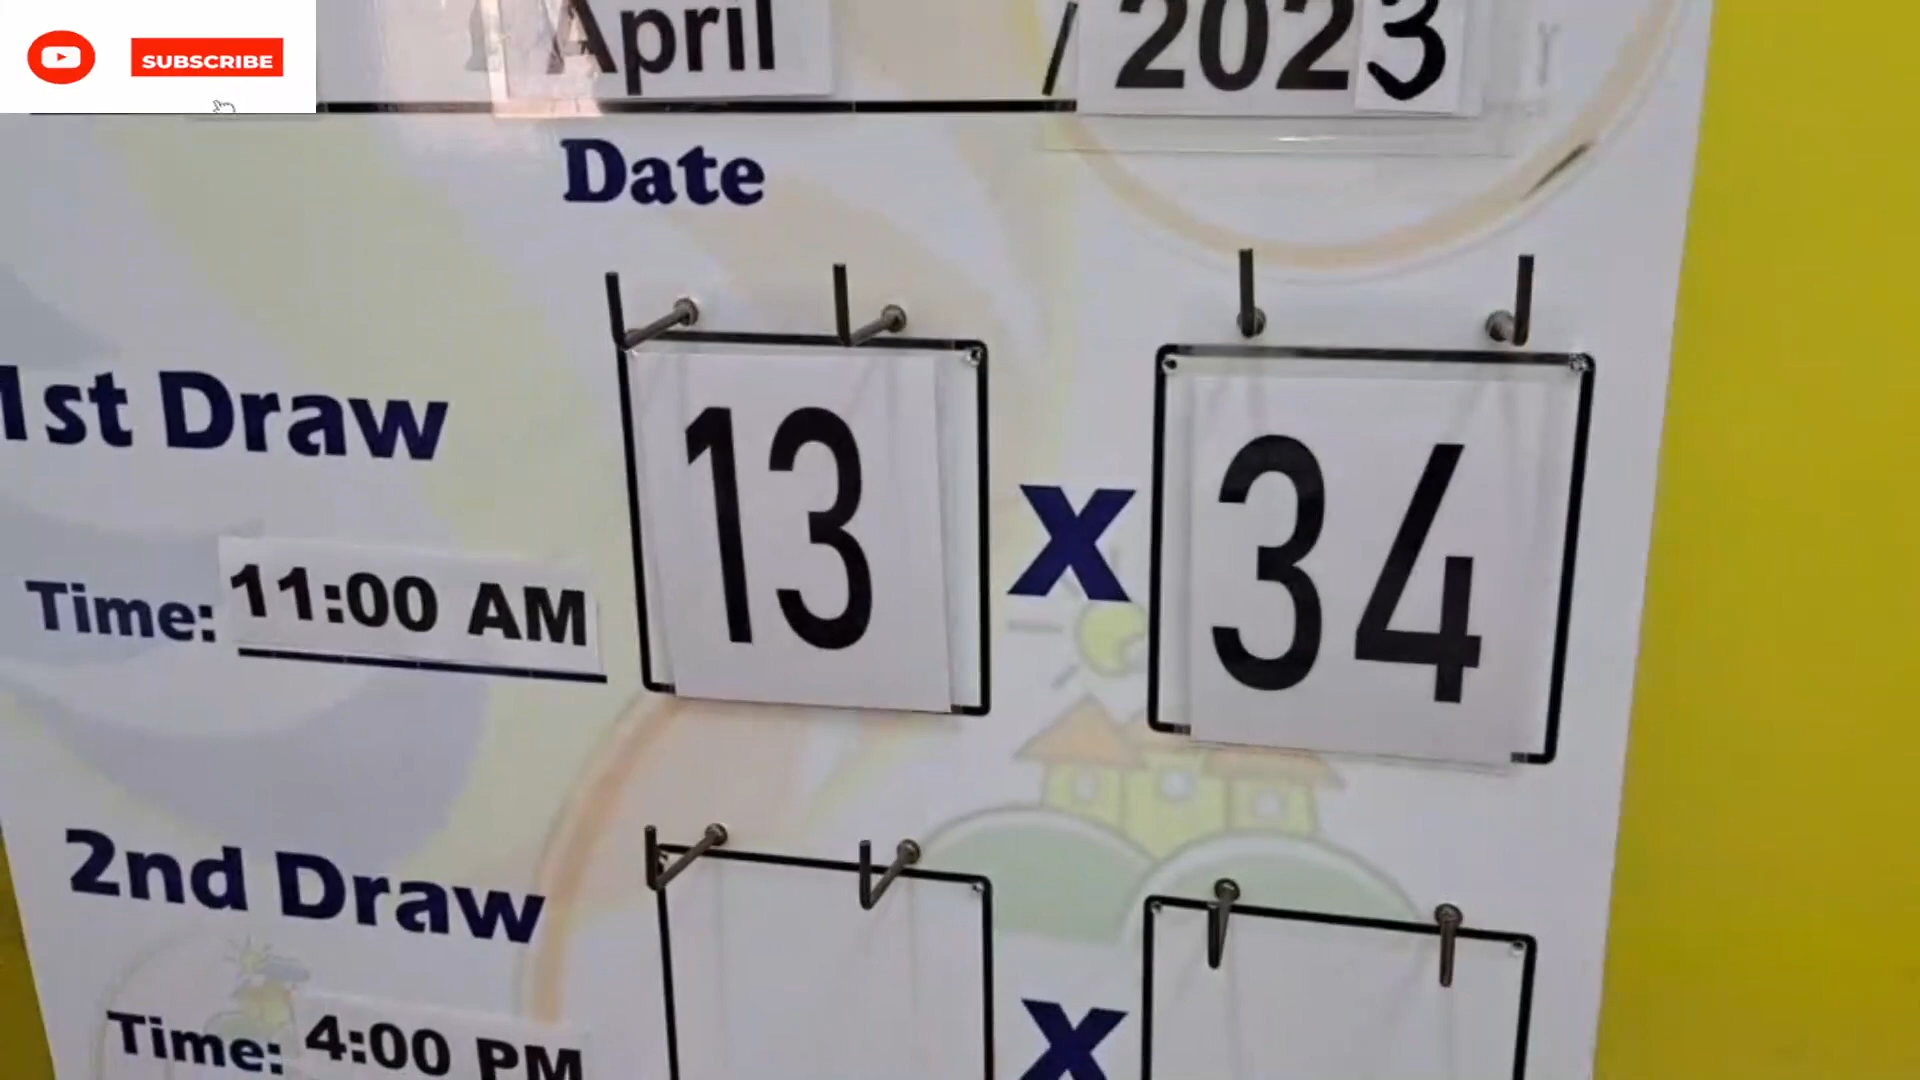 SUBSCRIBE
April / 2023
Date
1st Draw
13 x 34
Time: 11:00 AM
2nd Draw
x
Time: 4:00 PM